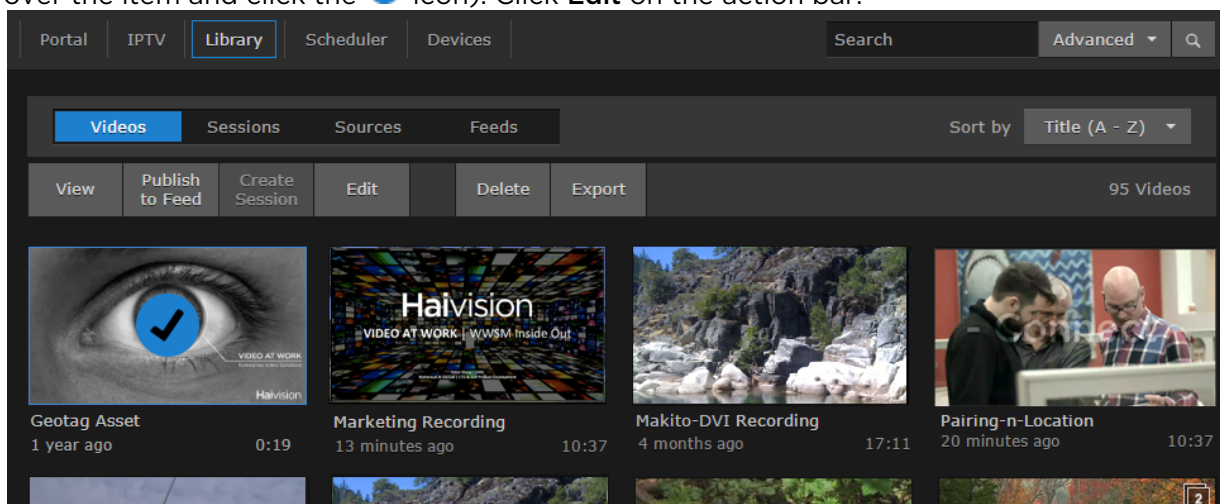 over the item and click the icon). Click Edit on the action bar.
Portal IPTV Library Scheduler Devices Search Advanced
Videos Sessions Sources Feeds Sort by Title (A - Z)
View Publish to Feed Create Session Edit Delete Export 95 Videos
VIDEO AT WORK
Haivision
Haivision
VIDEO AT WORK | WWSM Inside Out
Connect
Geotag Asset
1 year ago 0:19
Marketing Recording
13 minutes ago 10:37
Makito-DVI Recording
4 months ago 17:11
Pairing-n-Location
20 minutes ago 10:37
2